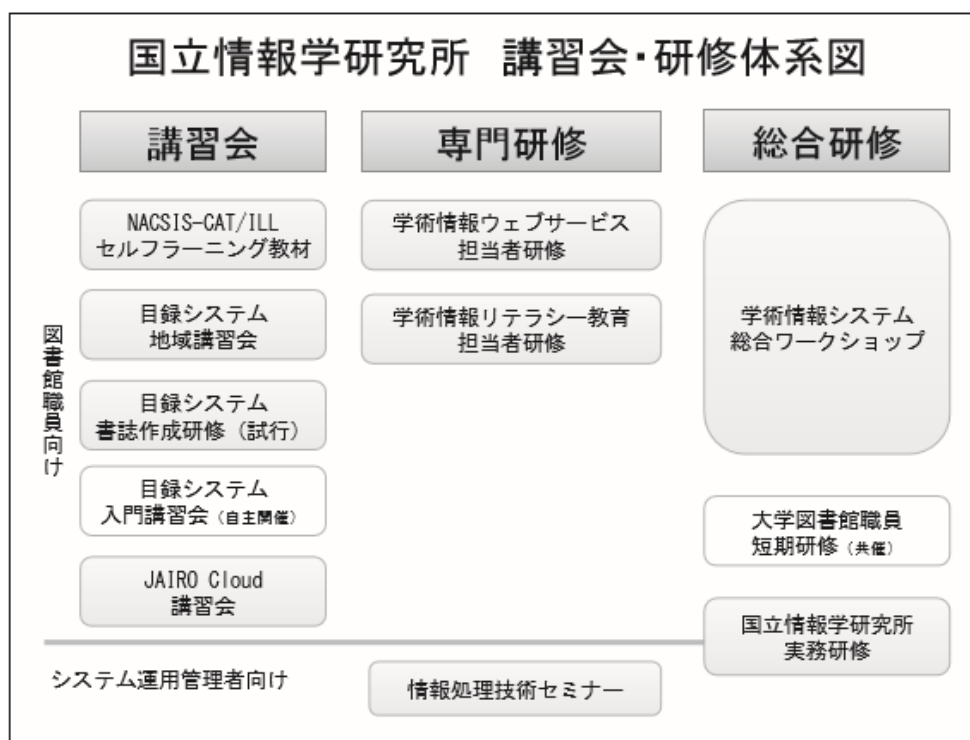 国立情報学研究所 講習会・研修体系図
講習会
専門研修
総合研修
図書館職員向け
NACSIS-CAT/ILL
セルフラーニング教材
目録システム
地域講習会
目録システム
書誌作成研修（試行）
目録システム
入門講習会（自主開催）
JAIRO Cloud
講習会
学術情報ウェブサービス
担当者研修
学術情報リテラシー教育
担当者研修
学術情報システム
総合ワークショップ
大学図書館職員
短期研修（共催）
国立情報学研究所
実務研修
システム運用管理者向け
情報処理技術セミナー